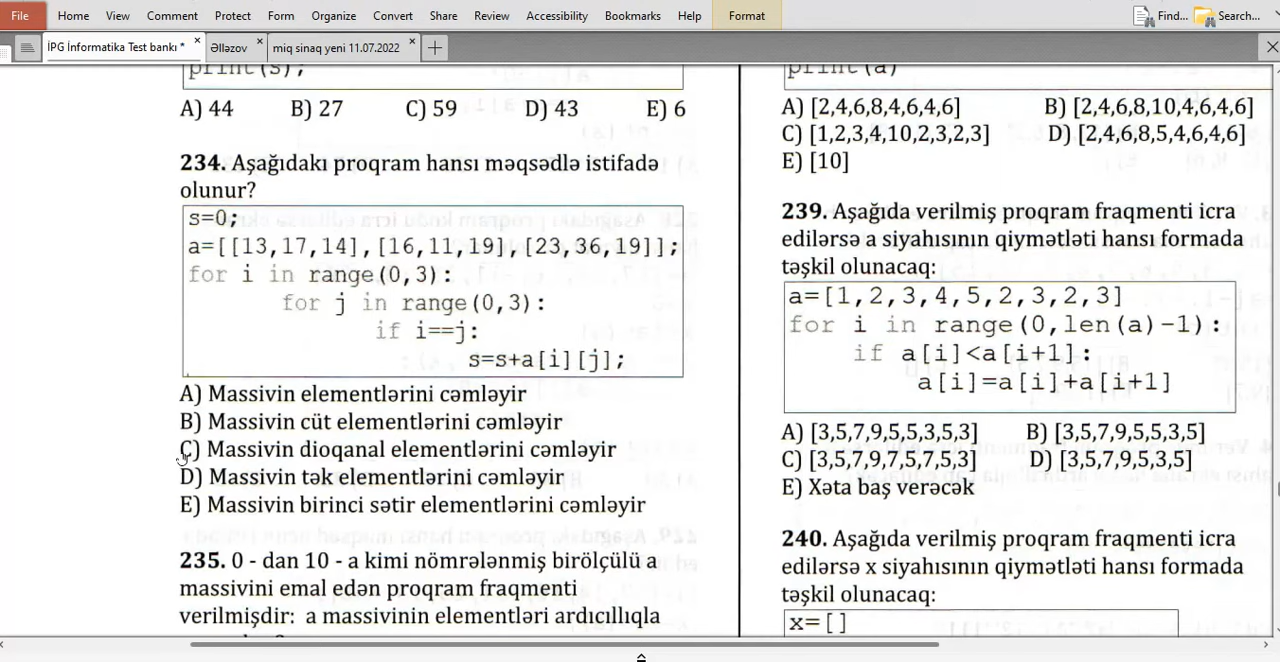 File Home View Comment Protect Form Organize Convert Share Review Accessibility Bookmarks Help Format Find... Search...
İPG İnformatika Test bankı * Əlləzov miq sinaq yeni 11.07.2022
print(s);
A) 44 B) 27 C) 59 D) 43 E) 6
234. Aşağıdakı proqram hansı məqsədlə istifadə
olunur?
s=0;
a=[[13,17,14],[16,11,19],[23,36,19]];
for i in range(0,3):
for j in range(0,3):
if i==j:
s=s+a[i][j];
A) Massivin elementlərini cəmləyir
B) Massivin cüt elementlərini cəmləyir
C) Massivin dioqanal elementlərini cəmləyir
D) Massivin tək elementlərini cəmləyir
E) Massivin birinci sətir elementlərini cəmləyir
235. 0 - dan 10 - a kimi nömrələnmiş birölçülü a
massivini emal edən proqram fraqmenti
verilmişdir: a massivinin elementləri ardıcıllıqla
print(a)
A) [2,4,6,8,4,6,4,6] B) [2,4,6,8,10,4,6,4,6]
C) [1,2,3,4,10,2,3,2,3] D) [2,4,6,8,5,4,6,4,6]
E) [10]
239. Aşağıda verilmiş proqram fraqmenti icra
edilərsə a siyahısının qiymətləti hansı formada
təşkil olunacaq:
a=[1,2,3,4,5,2,3,2,3]
for i in range(0,len(a)-1):
if a[i]<a[i+1]:
a[i]=a[i]+a[i+1]
A) [3,5,7,9,5,5,3,5,3] B) [3,5,7,9,5,5,3,5]
C) [3,5,7,9,7,5,7,5,3] D) [3,5,7,9,5,3,5]
E) Xəta baş verəcək
240. Aşağıda verilmiş proqram fraqmenti icra
edilərsə x siyahısının qiymətləti hansı formada
təşkil olunacaq:
x=[]